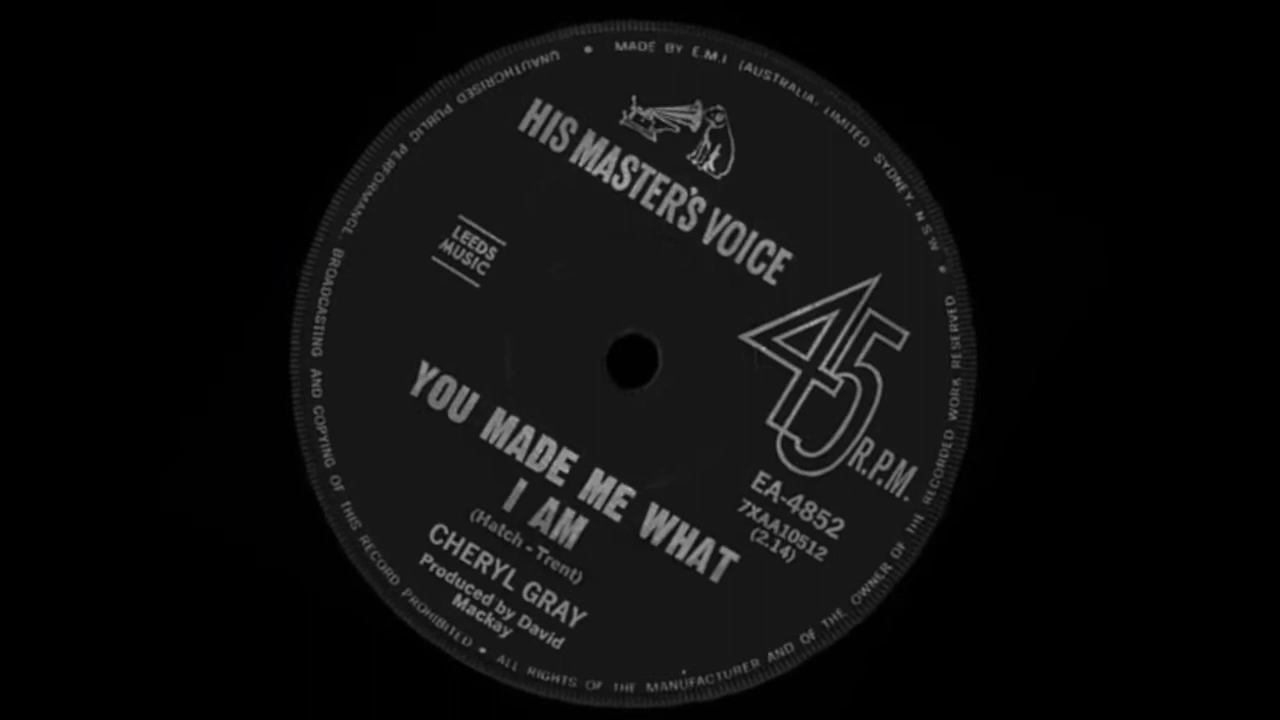 HIS MASTER'S VOICE
LEEDS
MUSIC
45
R.P.M.
EA-4852
7XAA10512
(2.14)
YOU MADE ME WHAT
I AM
(Hatch - Trent)
CHERYL GRAY
Produced by David
Mackay
MADE BY E.M.I. (AUSTRALIA) LIMITED SYDNEY, N.S.W. • ALL RIGHTS OF THE MANUFACTURER AND OF THE OWNER OF THE RECORDED WORK RESERVED
UNAUTHORISED PUBLIC PERFORMANCE, BROADCASTING AND COPYING OF THIS RECORD PROHIBITED